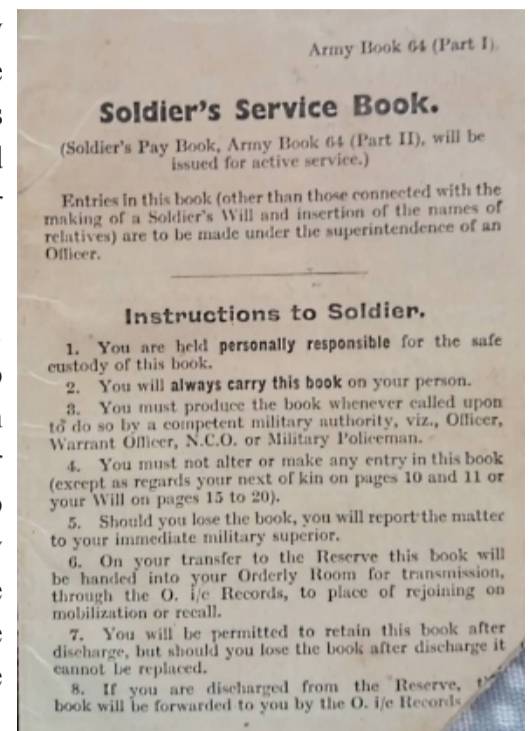 Army Book 64 (Part I).
Soldier's Service Book.
(Soldier's Pay Book, Army Book 64 (Part II), will be
issued for active service.)
Entries in this book (other than those connected with the
making of a Soldier's Will and insertion of the names of
relatives) are to be made under the superintendence of an
Officer.
Instructions to Soldier.
1. You are held personally responsible for the safe
custody of this book.
2. You will always carry this book on your person.
3. You must produce the book whenever called upon
to do so by a competent military authority, viz., Officer,
Warrant Officer, N.C.O. or Military Policeman.
4. You must not alter or make any entry in this book
(except as regards your next of kin on pages 10 and 11 or
your Will on pages 15 to 20).
5. Should you lose the book, you will report the matter
to your immediate military superior.
6. On your transfer to the Reserve this book will
be handed into your Orderly Room for transmission,
through the O. i/c Records, to place of rejoining on
mobilization or recall.
7. You will be permitted to retain this book after
discharge, but should you lose the book after discharge it
cannot be replaced.
8. If you are discharged from the Reserve,
book will be forwarded to you by the O. i/c Records